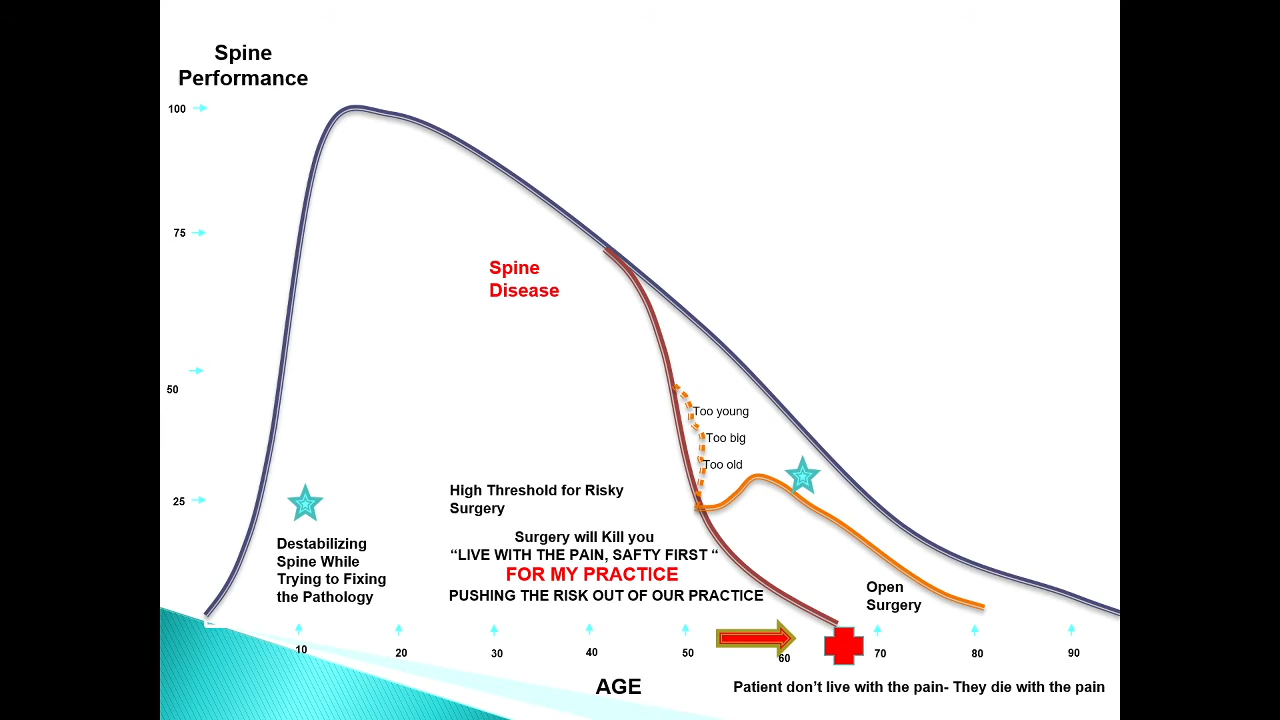 Spine
Performance
100
75
Spine
Disease
50
Too young
Too big
Too old
25
High Threshold for Risky
Surgery
Surgery will Kill you
“LIVE WITH THE PAIN, SAFTY FIRST “
FOR MY PRACTICE
PUSHING THE RISK OUT OF OUR PRACTICE
Destabilizing
Spine While
Trying to Fixing
the Pathology
Open
Surgery
10 20 30 40 50 60 70 80 90
AGE
Patient don’t live with the pain- They die with the pain